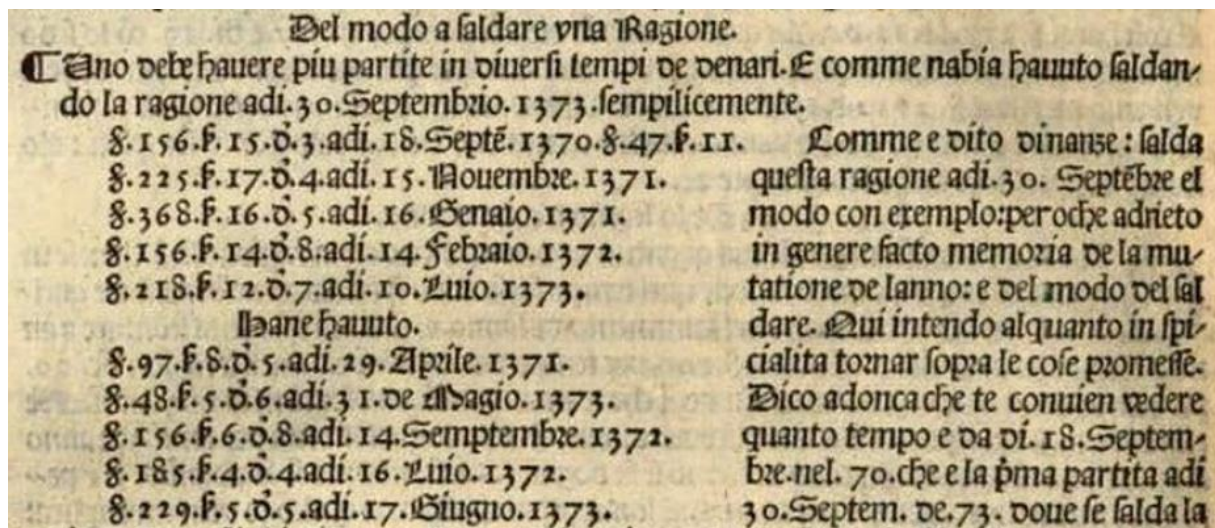 Del modo a ſaldare vna Ragione.
¶ Uno debe hauere piu partite in diuerſi tempi de denari.E comme nabia hauuto ſaldan-
do la ragione adi.30.Septembrio.1373.ſempilicemente.
§.156.ƒ.15.đ.3.adi.18.Septē.1370.§.47.ƒ.11.
§.225.ƒ.17.đ.4.adi.15.Nouembre.1371.
§.368.ƒ.16.đ.5.adi.16.Genaio.1371.
§.156.ƒ.14.đ.8.adi.14.Febraio.1372.
§.218.ƒ.12.đ.7.adi.10.Luio.1373.
Hane hauuto.
§.97.ƒ.8.đ.5.adi.29.Aprile.1371.
§.48.ƒ.5.đ.6.adi.31.de Magio.1373.
§.156.ƒ.6.đ.8.adi.14.Semptembre.1372.
§.185.ƒ.4.đ.4.adi.16.Luio.1372.
§.229.ƒ.5.đ.5.adi.17.Giugno.1373.
Comme e dito dināse: ſalda
queſta ragione adi.30. Septēbre el
modo con exemplo:peroche adrieto
in genere facto memoria de la mu-
tatione de lanno: e del modo del ſal
dare. Qui intendo alquanto in ſpi-
cialita tornar ſopra le coſe promeſſe.
Dico adonca che te conuien vedere
quanto tempo e da di.18.Septem-
bre nel.70.che e la p̄ma partita adi
30.Septem. de.73. doue ſe ſalda la